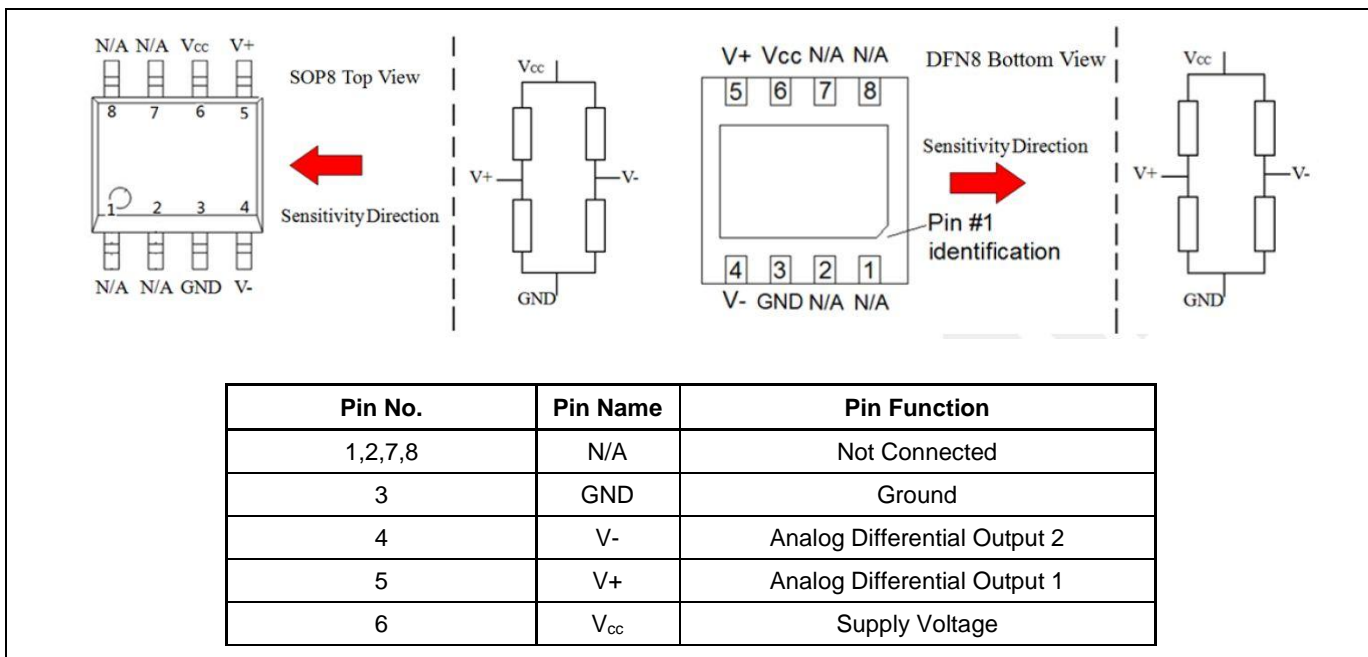 N/A N/A Vcc V+
8 7 6 5
1 2 3 4
N/A N/A GND V-
SOP8 Top View
Sensitivity Direction
Vcc
V+ V-
GND
V+ Vcc N/A N/A
5 6 7 8
4 3 2 1
V- GND N/A N/A
DFN8 Bottom View
Sensitivity Direction
Pin #1
identification
Vcc
V+ V-
GND
Pin No. Pin Name Pin Function
1,2,7,8 N/A Not Connected
3 GND Ground
4 V- Analog Differential Output 2
5 V+ Analog Differential Output 1
6 Vcc Supply Voltage